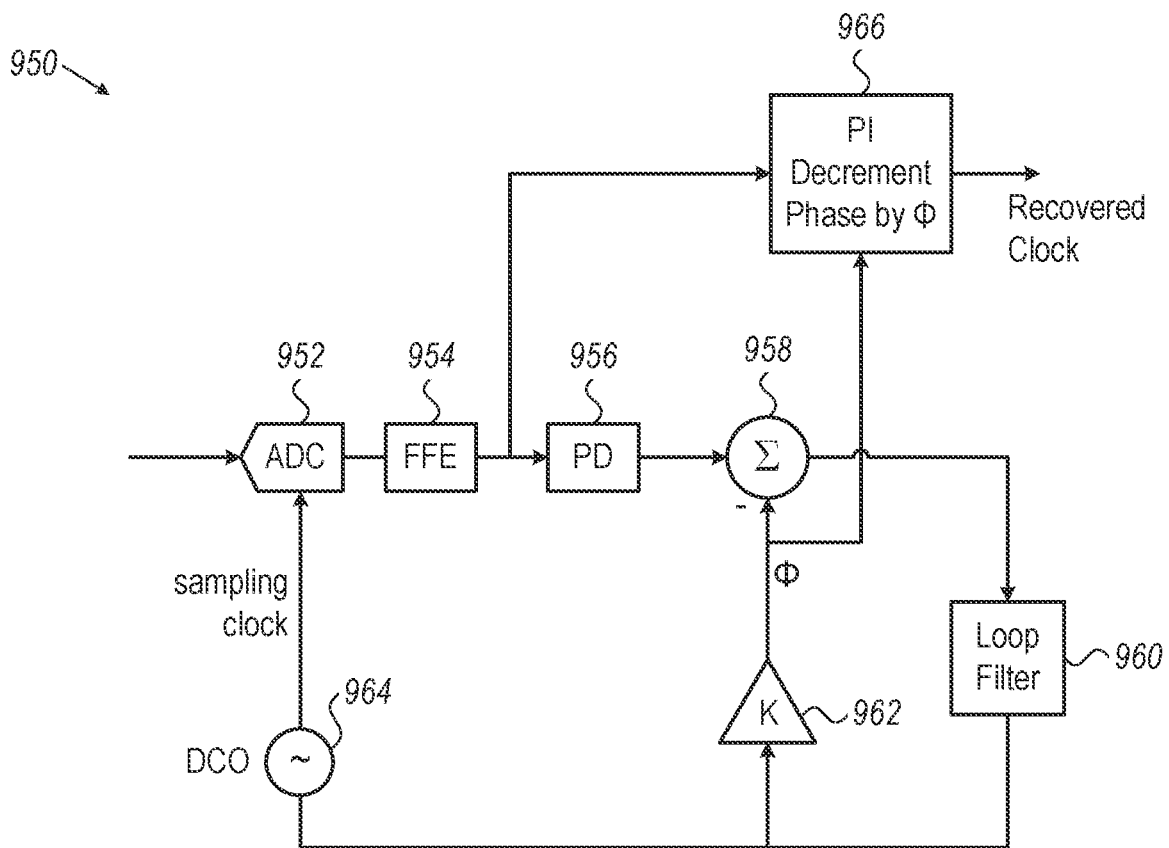 950
966
PI
Decrement
Phase by Φ
Recovered
Clock
952
954
956
958
ADC
FFE
PD
Σ
-
Φ
sampling
clock
Loop
Filter
960
964
K
962
DCO
~